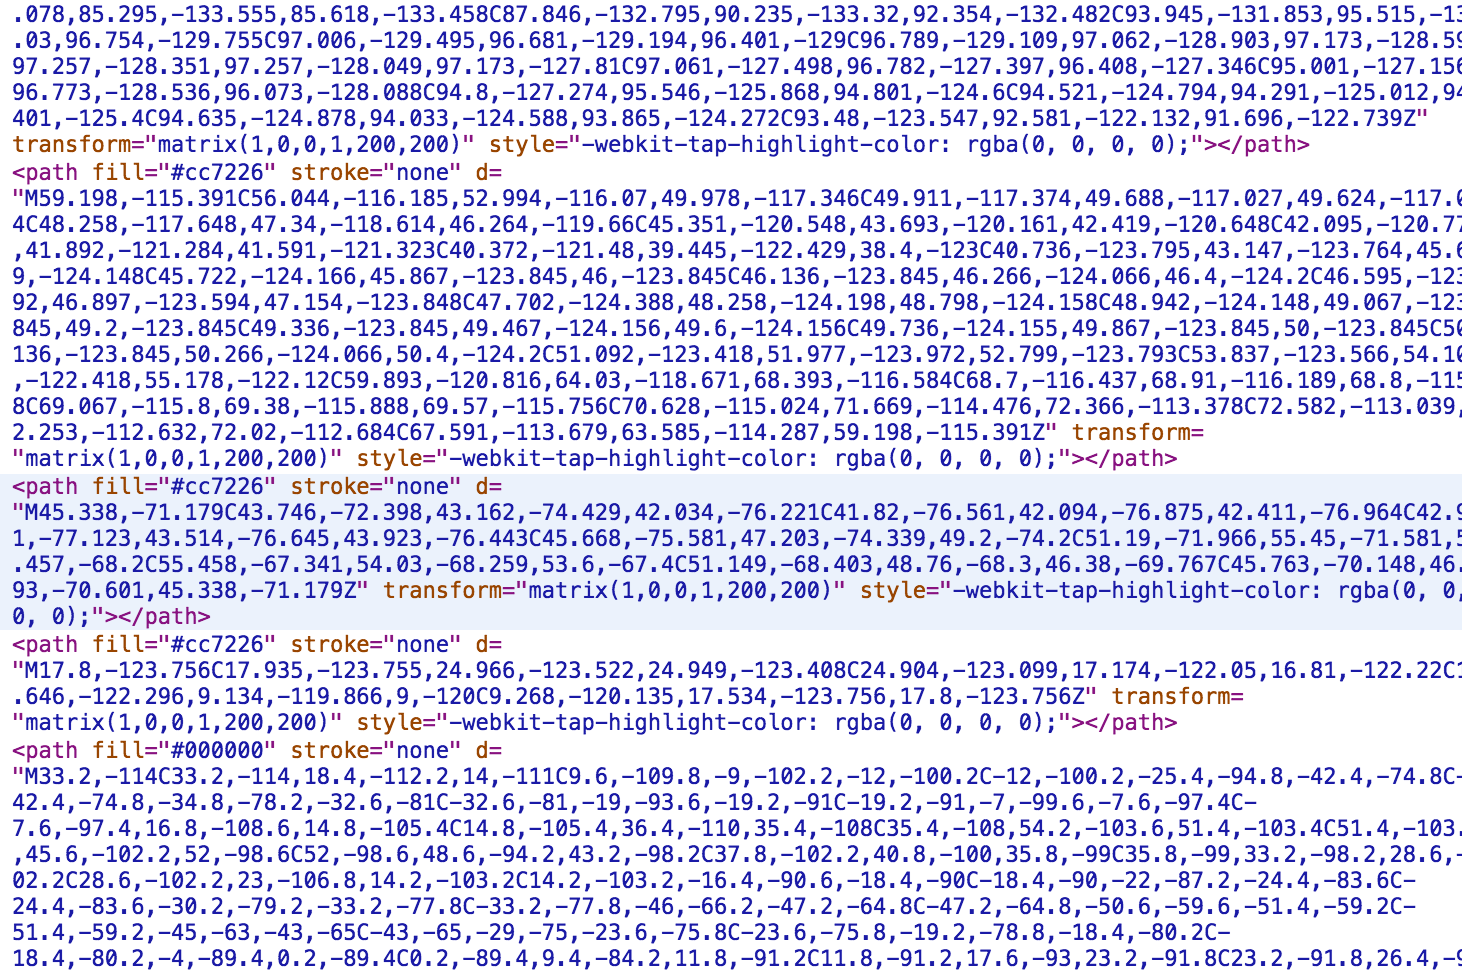 .078,85.295,-133.555,85.618,-133.458C87.846,-132.795,90.235,-133.32,92.354,-132.482C93.945,-131.853,95.515,-13
.03,96.754,-129.755C97.006,-129.495,96.681,-129.194,96.401,-129C96.789,-129.109,97.062,-128.903,97.173,-128.59
97.257,-128.351,97.257,-128.049,97.173,-127.81C97.061,-127.498,96.782,-127.397,96.408,-127.346C95.001,-127.156
96.773,-128.536,96.073,-128.088C94.8,-127.274,95.546,-125.868,94.801,-124.6C94.521,-124.794,94.291,-125.012,94
401,-125.4C94.635,-124.878,94.033,-124.588,93.865,-124.272C93.48,-123.547,92.581,-122.132,91.696,-122.739Z"
transform="matrix(1,0,0,1,200,200)" style="-webkit-tap-highlight-color: rgba(0, 0, 0, 0);"></path>
<path fill="#cc7226" stroke="none" d=
"M59.198,-115.391C56.044,-116.185,52.994,-116.07,49.978,-117.346C49.911,-117.374,49.688,-117.027,49.624,-117.0
4C48.258,-117.648,47.34,-118.614,46.264,-119.66C45.351,-120.548,43.693,-120.161,42.419,-120.648C42.095,-120.77
,41.892,-121.284,41.591,-121.323C40.372,-121.48,39.445,-122.429,38.4,-123C40.736,-123.795,43.147,-123.764,45.6
9,-124.148C45.722,-124.166,45.867,-123.845,46,-123.845C46.136,-123.845,46.266,-124.066,46.4,-124.2C46.595,-123
92,46.897,-123.594,47.154,-123.848C47.702,-124.388,48.258,-124.198,48.798,-124.158C48.942,-124.148,49.067,-123
845,49.2,-123.845C49.336,-123.845,49.467,-124.156,49.6,-124.156C49.736,-124.155,49.867,-123.845,50,-123.845C50
136,-123.845,50.266,-124.066,50.4,-124.2C51.092,-123.418,51.977,-123.972,52.799,-123.793C53.837,-123.566,54.10
,-122.418,55.178,-122.12C59.893,-120.816,64.03,-118.671,68.393,-116.584C68.7,-116.437,68.91,-116.189,68.8,-115
8C69.067,-115.8,69.38,-115.888,69.57,-115.756C70.628,-115.024,71.669,-114.476,72.366,-113.378C72.582,-113.039,
2.253,-112.632,72.02,-112.684C67.591,-113.679,63.585,-114.287,59.198,-115.391Z" transform=
"matrix(1,0,0,1,200,200)" style="-webkit-tap-highlight-color: rgba(0, 0, 0, 0);"></path>
<path fill="#cc7226" stroke="none" d=
"M45.338,-71.179C43.746,-72.398,43.162,-74.429,42.034,-76.221C41.82,-76.561,42.094,-76.875,42.411,-76.964C42.9
1,-77.123,43.514,-76.645,43.923,-76.443C45.668,-75.581,47.203,-74.339,49.2,-74.2C51.19,-71.966,55.45,-71.581,5
.457,-68.2C55.458,-67.341,54.03,-68.259,53.6,-67.4C51.149,-68.403,48.76,-68.3,46.38,-69.767C45.763,-70.148,46.
93,-70.601,45.338,-71.179Z" transform="matrix(1,0,0,1,200,200)" style="-webkit-tap-highlight-color: rgba(0, 0,
0, 0);"></path>
<path fill="#cc7226" stroke="none" d=
"M17.8,-123.756C17.935,-123.755,24.966,-123.522,24.949,-123.408C24.904,-123.099,17.174,-122.05,16.81,-122.22C1
.646,-122.296,9.134,-119.866,9,-120C9.268,-120.135,17.534,-123.756,17.8,-123.756Z" transform=
"matrix(1,0,0,1,200,200)" style="-webkit-tap-highlight-color: rgba(0, 0, 0, 0);"></path>
<path fill="#000000" stroke="none" d=
"M33.2,-114C33.2,-114,18.4,-112.2,14,-111C9.6,-109.8,-9,-102.2,-12,-100.2C-12,-100.2,-25.4,-94.8,-42.4,-74.8C-
42.4,-74.8,-34.8,-78.2,-32.6,-81C-32.6,-81,-19,-93.6,-19.2,-91C-19.2,-91,-7,-99.6,-7.6,-97.4C-
7.6,-97.4,16.8,-108.6,14.8,-105.4C14.8,-105.4,36.4,-110,35.4,-108C35.4,-108,54.2,-103.6,51.4,-103.4C51.4,-103.
,45.6,-102.2,52,-98.6C52,-98.6,48.6,-94.2,43.2,-98.2C37.8,-102.2,40.8,-100,35.8,-99C35.8,-99,33.2,-98.2,28.6,-
02.2C28.6,-102.2,23,-106.8,14.2,-103.2C14.2,-103.2,-16.4,-90.6,-18.4,-90C-18.4,-90,-22,-87.2,-24.4,-83.6C-
24.4,-83.6,-30.2,-79.2,-33.2,-77.8C-33.2,-77.8,-46,-66.2,-47.2,-64.8C-47.2,-64.8,-50.6,-59.6,-51.4,-59.2C-
51.4,-59.2,-45,-63,-43,-65C-43,-65,-29,-75,-23.6,-75.8C-23.6,-75.8,-19.2,-78.8,-18.4,-80.2C-
18.4,-80.2,-4,-89.4,0.2,-89.4C0.2,-89.4,9.4,-84.2,11.8,-91.2C11.8,-91.2,17.6,-93,23.2,-91.8C23.2,-91.8,26.4,-9